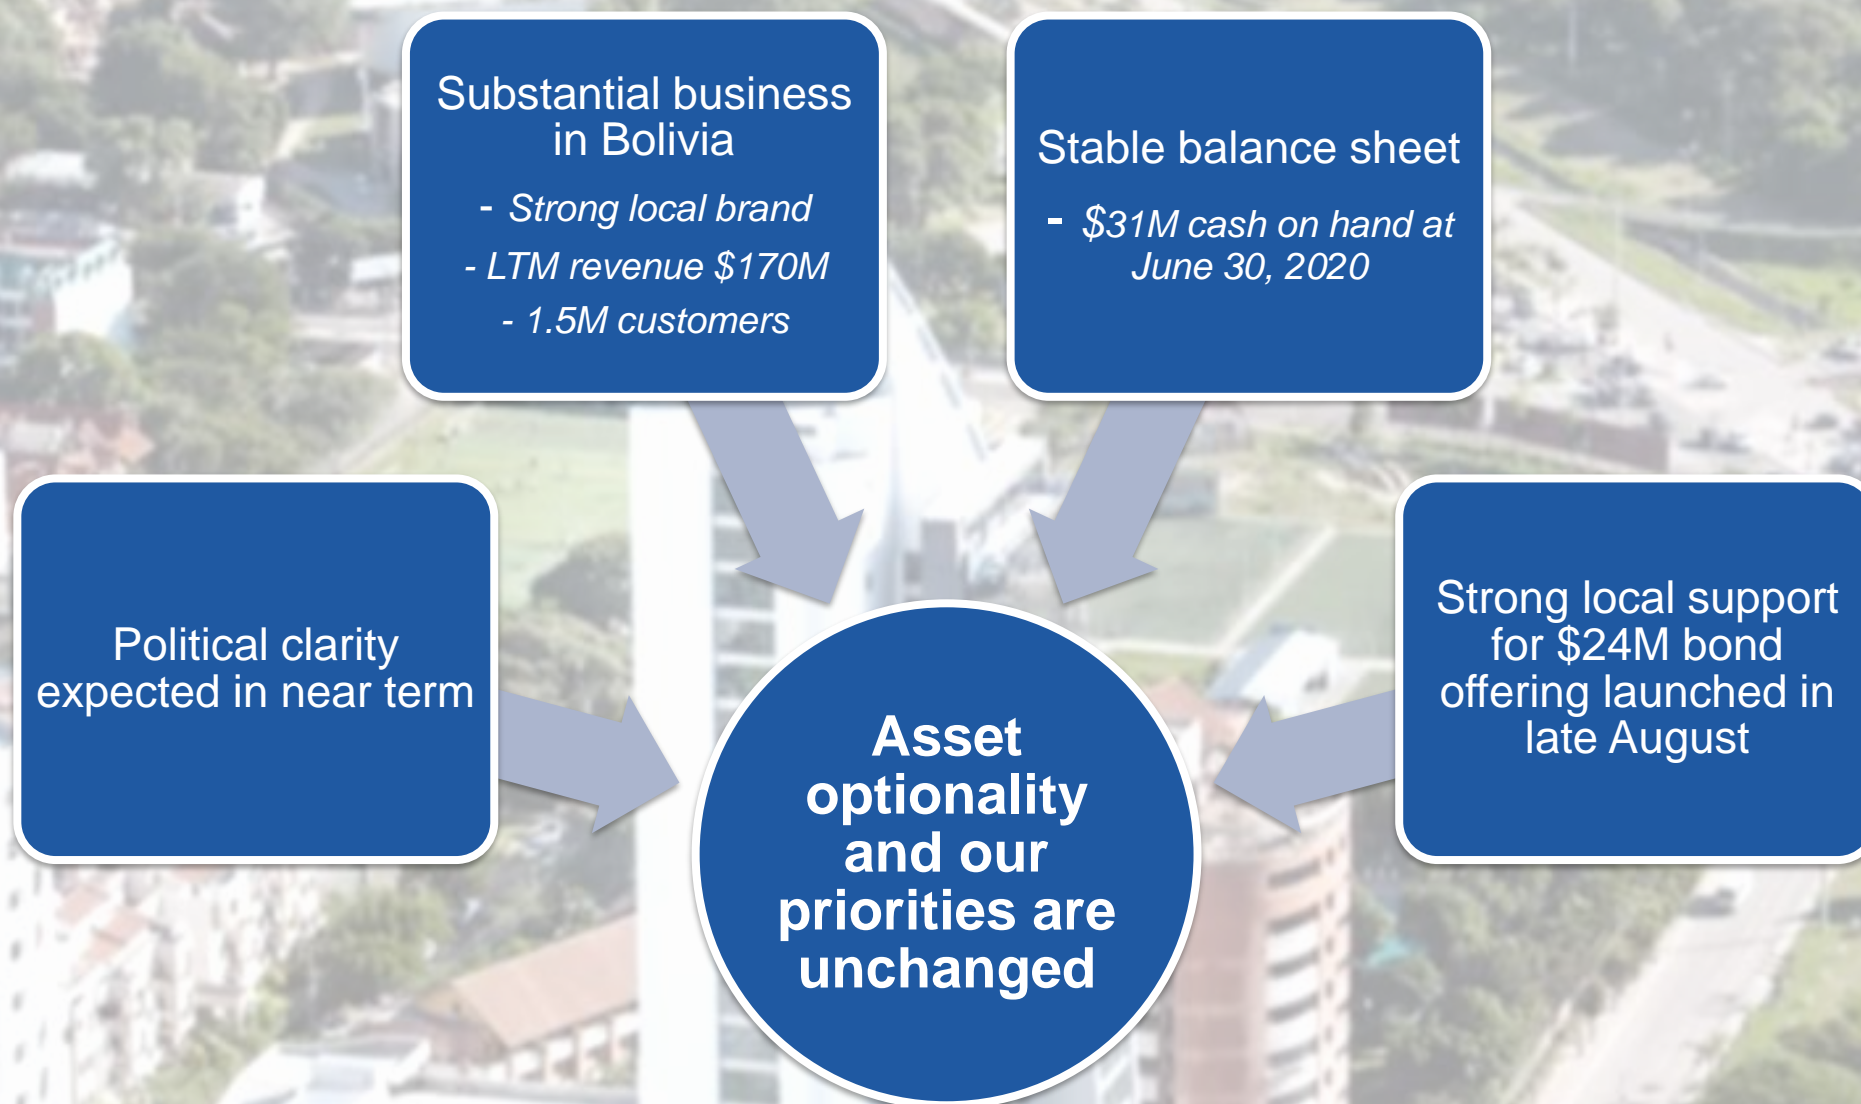 Substantial business
in Bolivia
- Strong local brand
- LTM revenue $170M
- 1.5M customers
Stable balance sheet
- $31M cash on hand at
June 30, 2020
Political clarity
expected in near term
Strong local support
for $24M bond
offering launched in
late August
Asset
optionality
and our
priorities are
unchanged